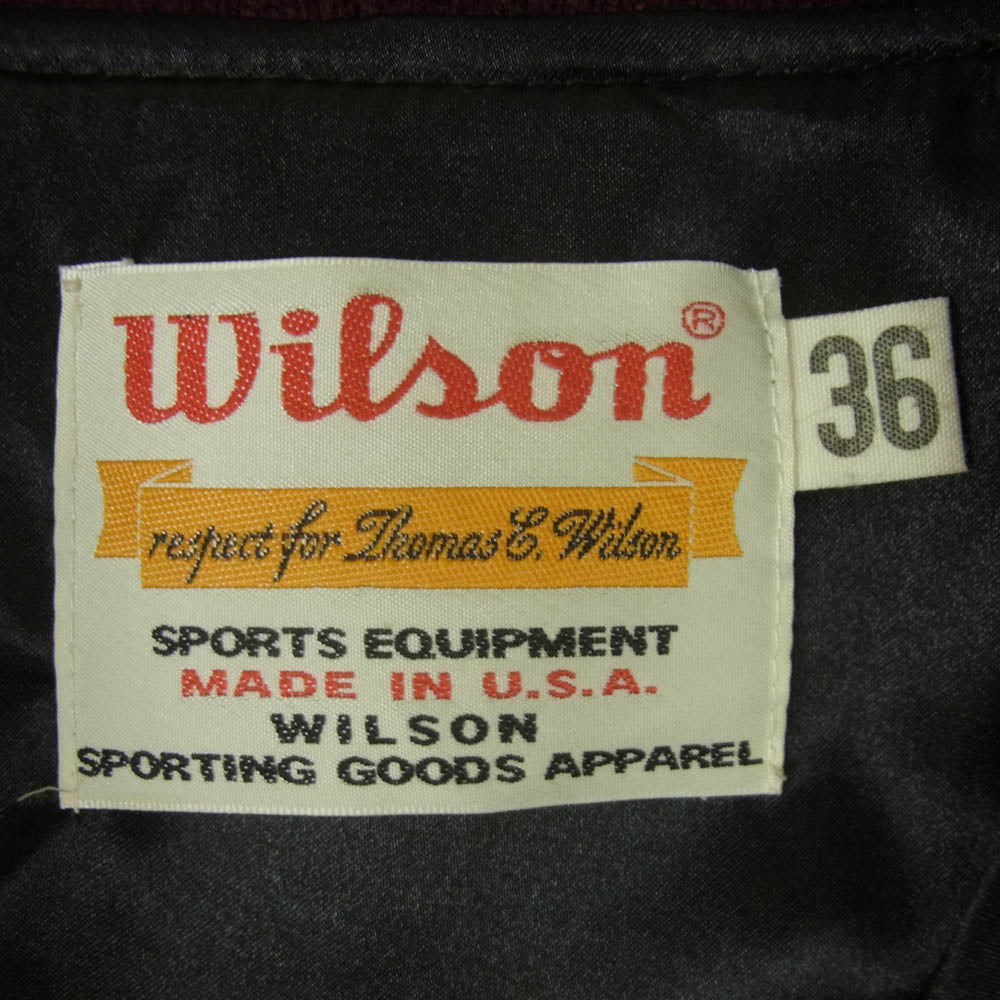 Wilson®
36
respect for Thomas E. Wilson
SPORTS EQUIPMENT
MADE IN U.S.A.
WILSON
SPORTING GOODS APPAREL